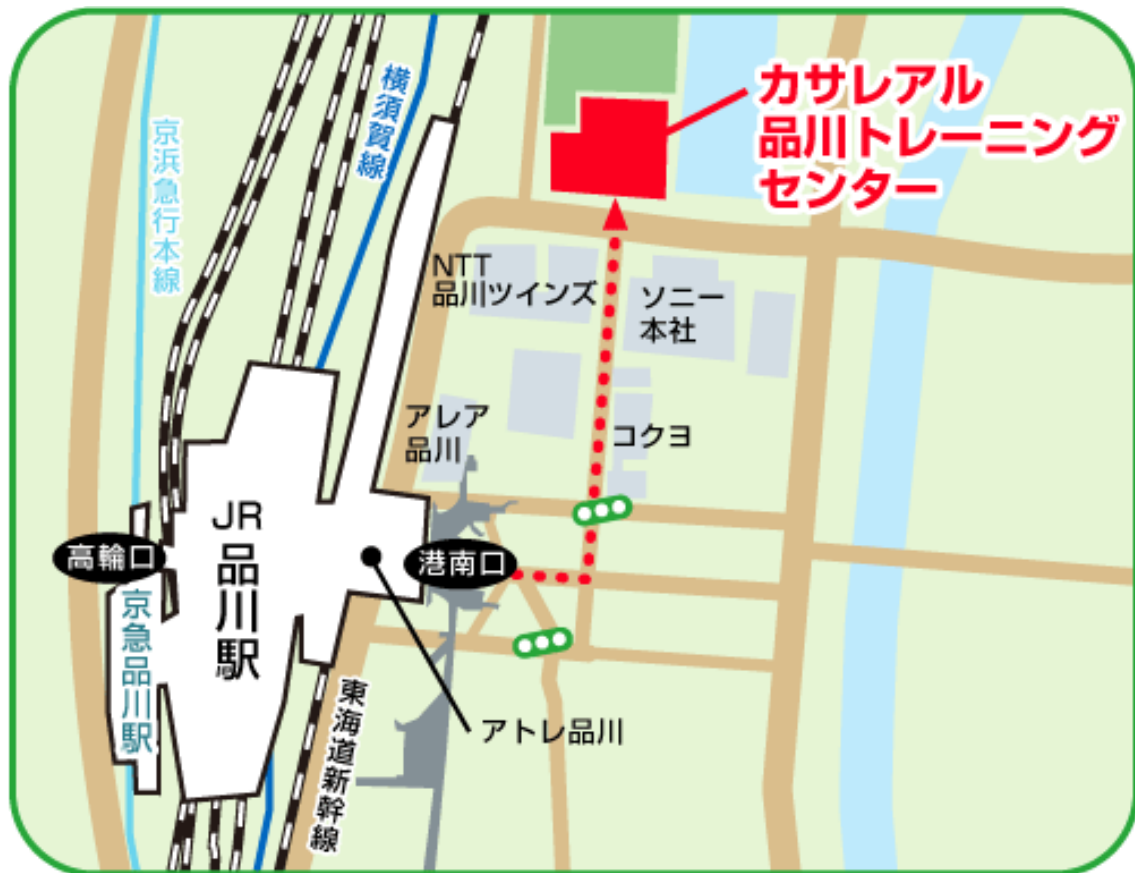 カサレアル
品川トレーニング
センター
横須賀線
京浜急行本線
NTT
品川ツインズ
ソニー
本社
アレア
品川
コクヨ
JR
品川駅
高輪口
港南口
京急品川駅
アトレ品川
東海道新幹線